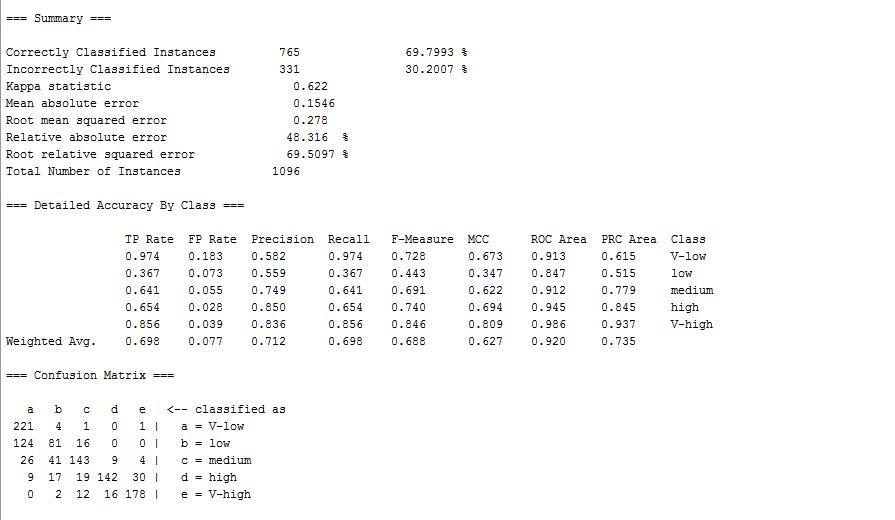 === Summary ===
Correctly Classified Instances 765 69.7993 %
Incorrectly Classified Instances 331 30.2007 %
Kappa statistic 0.622
Mean absolute error 0.1546
Root mean squared error 0.278
Relative absolute error 48.316 %
Root relative squared error 69.5097 %
Total Number of Instances 1096
=== Detailed Accuracy By Class ===
TP Rate FP Rate Precision Recall F-Measure MCC ROC Area PRC Area Class
0.974 0.183 0.582 0.974 0.728 0.673 0.913 0.615 V-low
0.367 0.073 0.559 0.367 0.443 0.347 0.847 0.515 low
0.641 0.055 0.749 0.641 0.691 0.622 0.912 0.779 medium
0.654 0.028 0.850 0.654 0.740 0.694 0.945 0.845 high
0.856 0.039 0.836 0.856 0.846 0.809 0.986 0.937 V-high
Weighted Avg. 0.698 0.077 0.712 0.698 0.688 0.627 0.920 0.735
=== Confusion Matrix ===
a b c d e <-- classified as
221 4 1 0 1 | a = V-low
124 81 16 0 0 | b = low
26 41 143 9 4 | c = medium
9 17 19 142 30 | d = high
0 2 12 16 178 | e = V-high